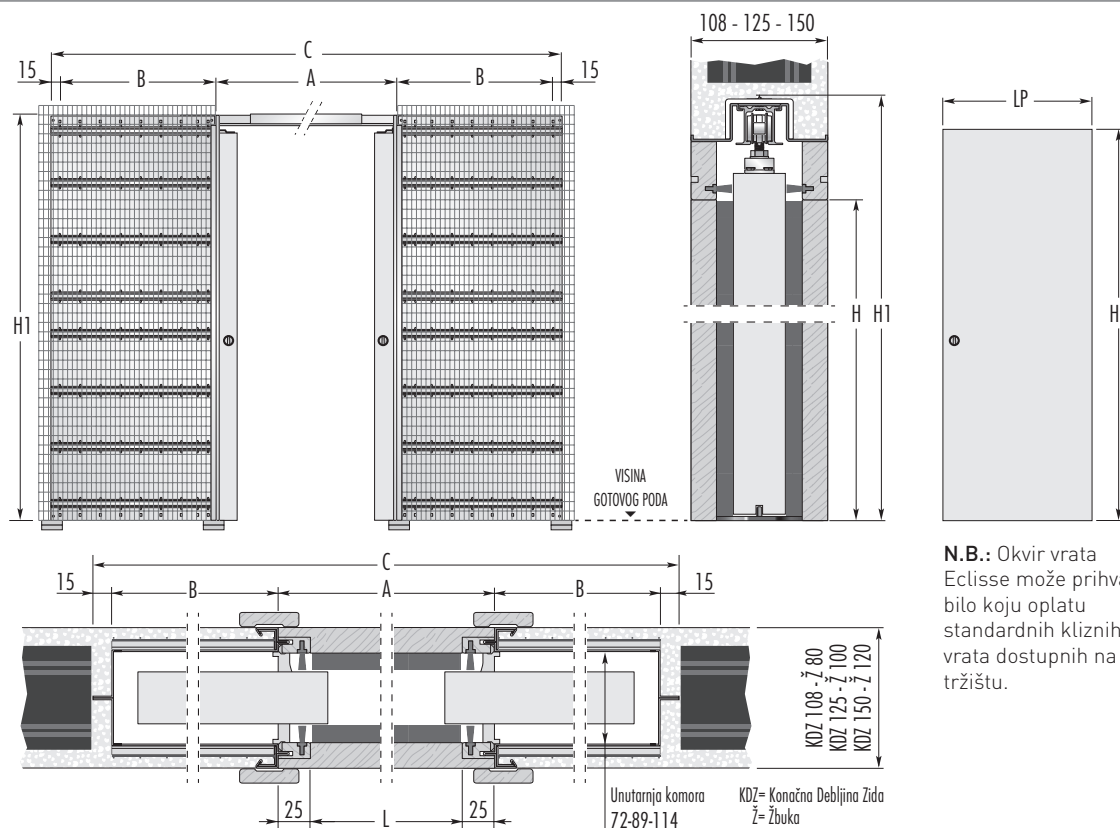 108 - 125 - 150
C
15
B
A
B
15
LP
H1
H
H1
H
VISINA
GOTOVOG PODA
N.B.: Okvir vrata
Eclisse može
bilo koju oplatu
standardnih kliznih
vrata dostupnih na
tržištu.
C
15
B
A
B
15
KDZ 108 - Ž 80
KDZ 125 - Ž 100
KDZ 150 - Ž 120
25
L
25
Unutarnja komora
72-89-114
KDZ= Konačna Debljina Zida
Ž= Žbuka